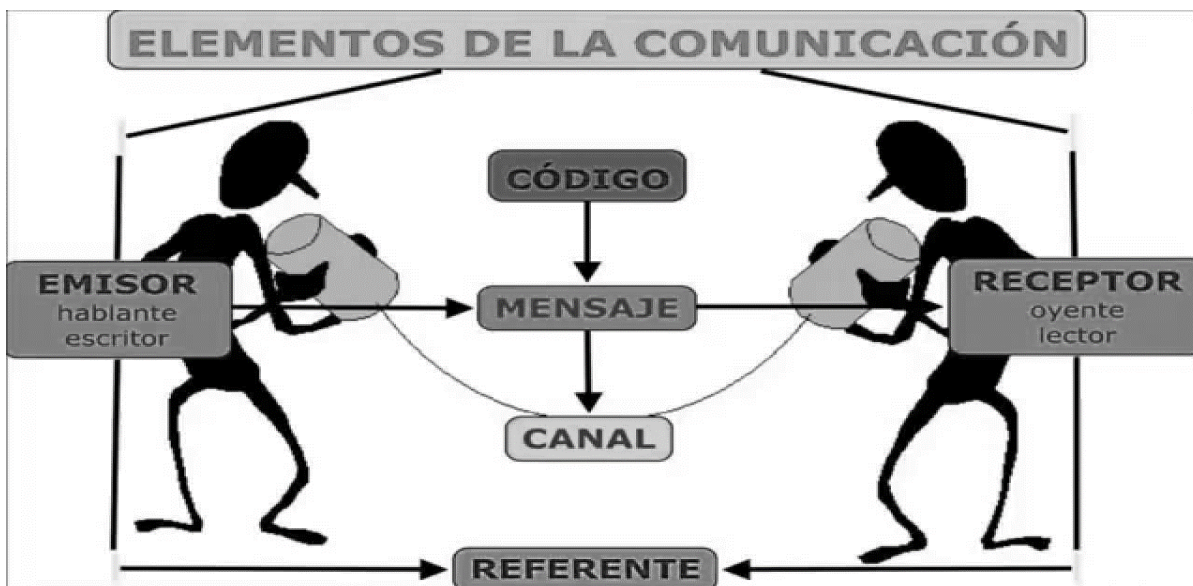 ELEMENTOS DE LA COMUNICACIÓN
CÓDIGO
EMISOR
hablante
escritor
MENSAJE
RECEPTOR
oyente
lector
CANAL
REFERENTE